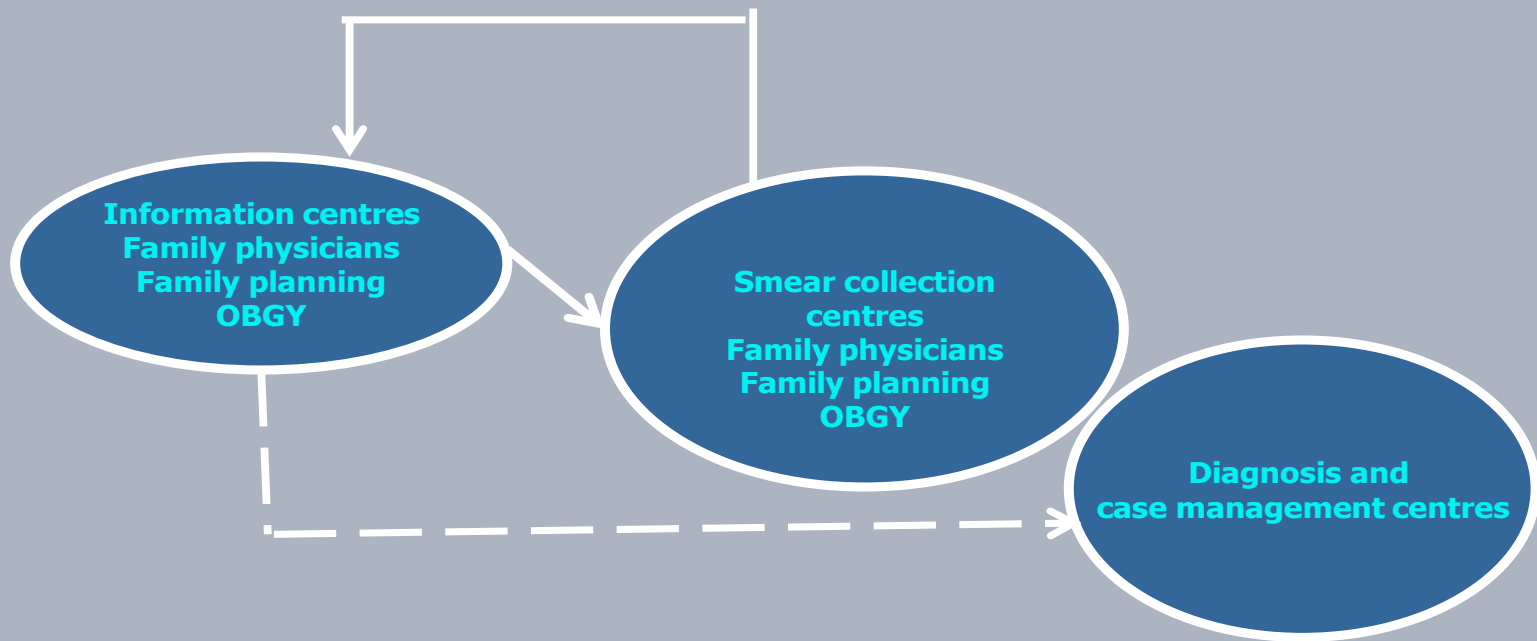 Information centres
Family physicians
Family planning
OBGY
Smear collection
centres
Family physicians
Family planning
OBGY
Diagnosis and
case management centres